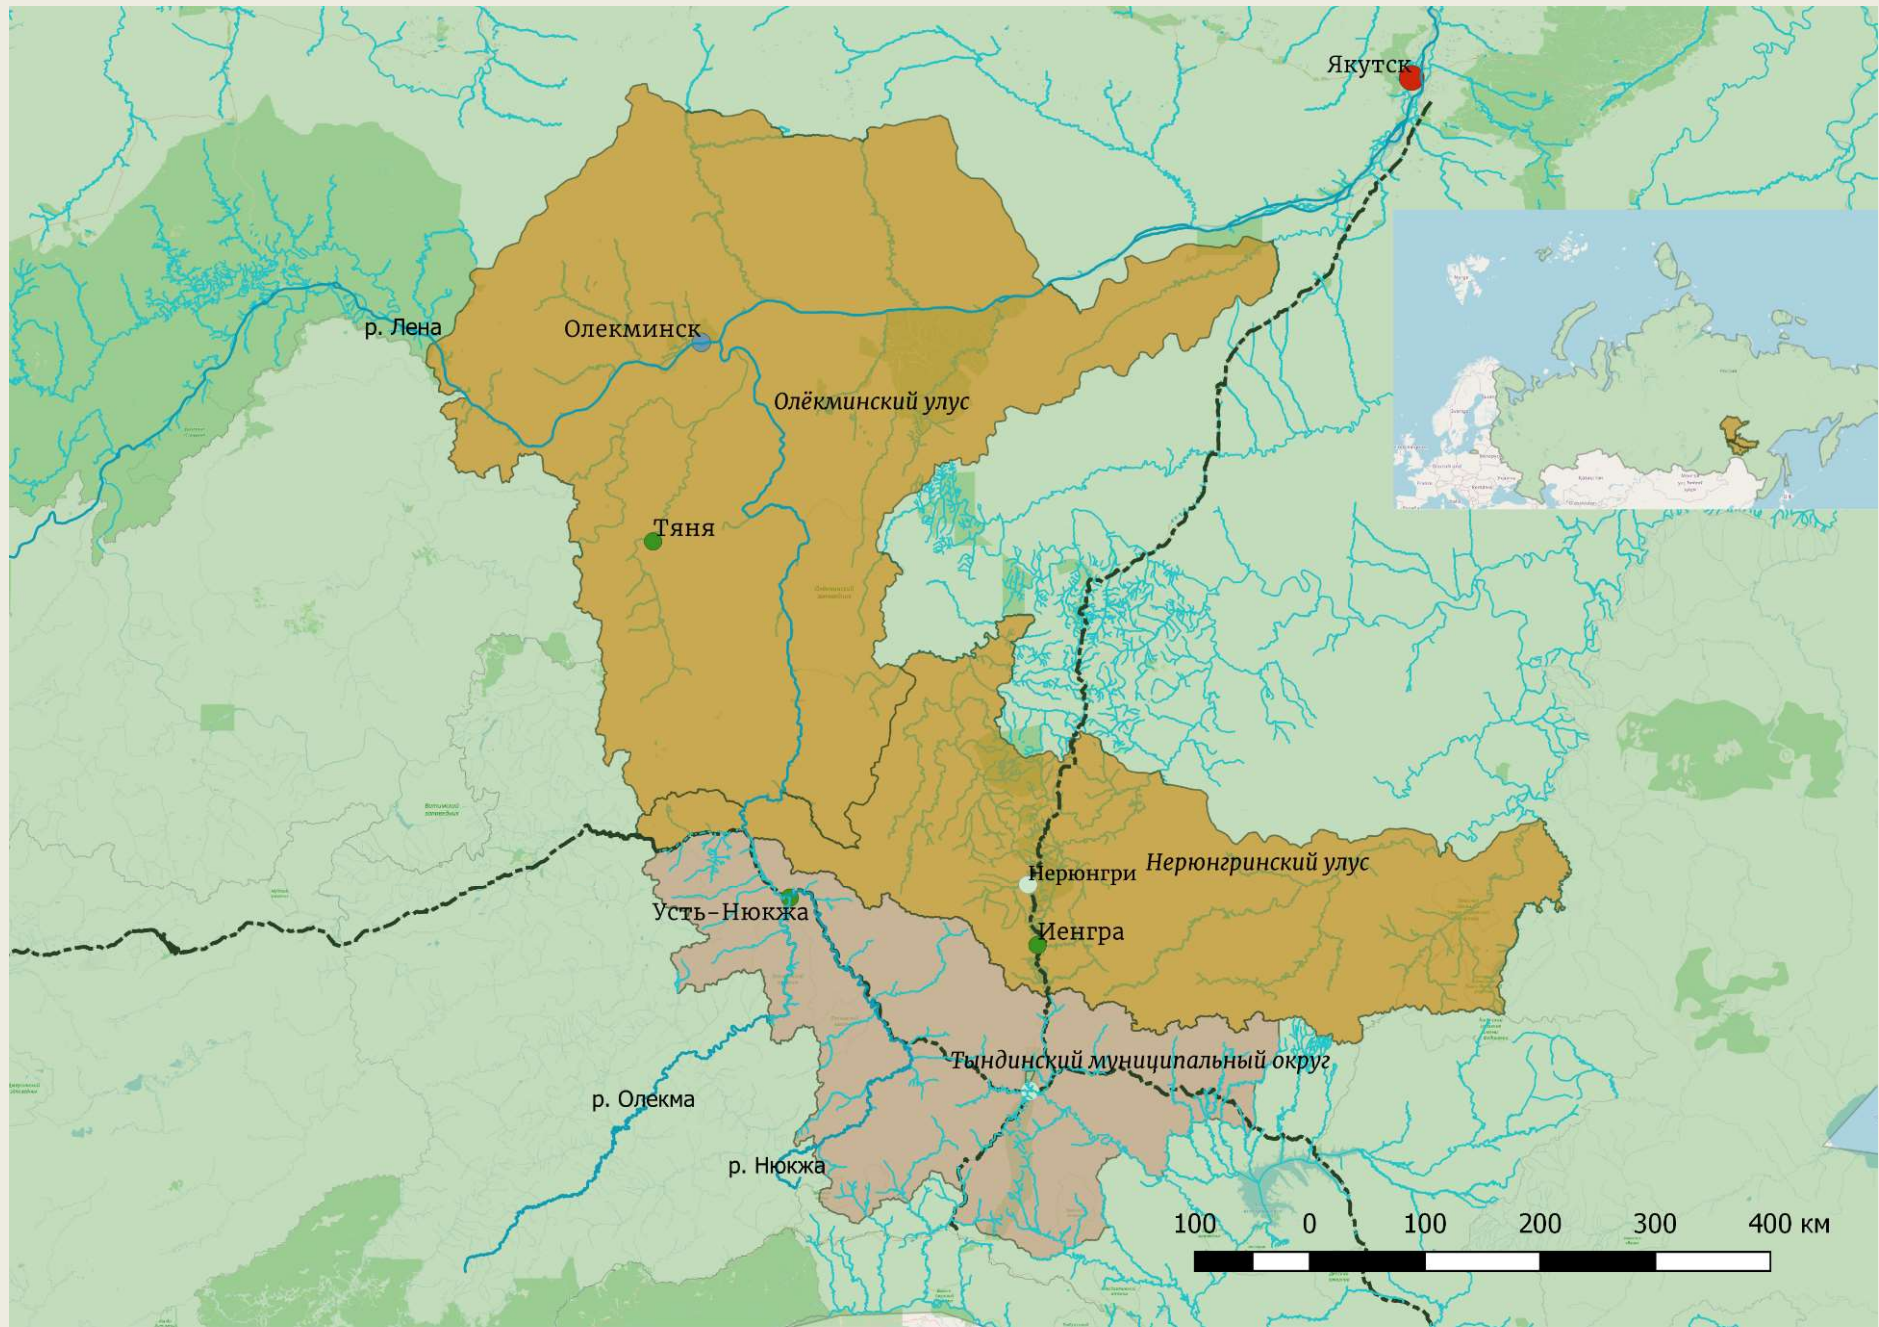 Якутск
р. Лена
Олекминск
Олёкминский улус
Тяня
Нерюнгринский улус
Нерюнгри
Усть-Нюкжа
Иенгра
Тындинский муниципальный округ
р. Олекма
р. Нюкжа
100 0 100 200 300 400 км